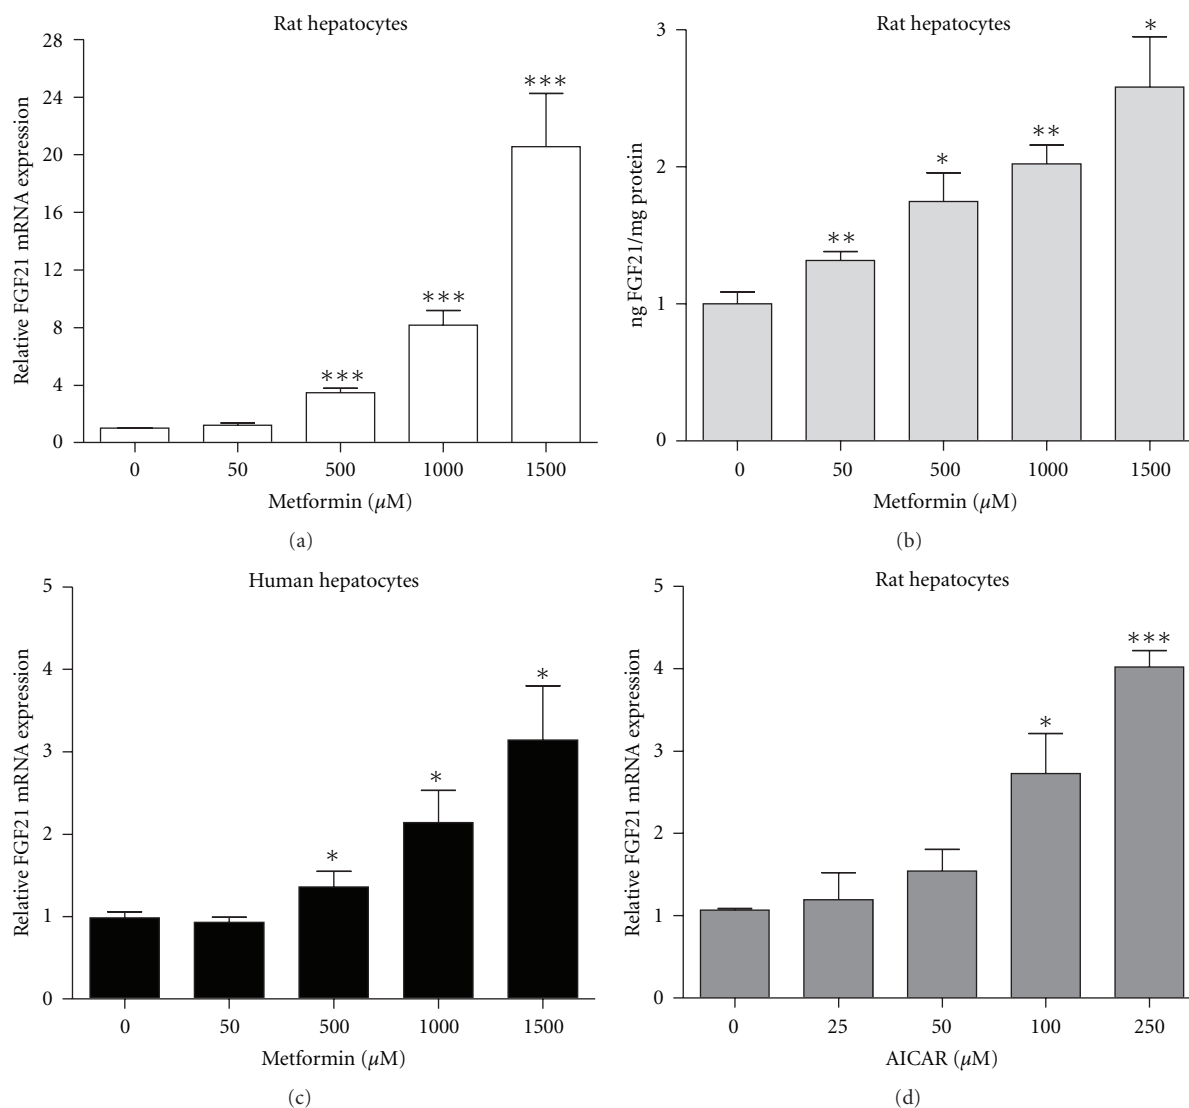 Rat hepatocytes
Relative FGF21 mRNA expression
28
24
20
16
12
8
4
0
***
***
***
0 50 500 1000 1500
Metformin (μM)
(a)
Rat hepatocytes
ng FGF21/mg protein
3
2
1
0
**
*
**
*
0 50 500 1000 1500
Metformin (μM)
(b)
Human hepatocytes
Relative FGF21 mRNA expression
5
4
3
2
1
0
*
*
*
0 50 500 1000 1500
Metformin (μM)
(c)
Rat hepatocytes
Relative FGF21 mRNA expression
5
4
3
2
1
0
*
***
0 25 50 100 250
AICAR (μM)
(d)